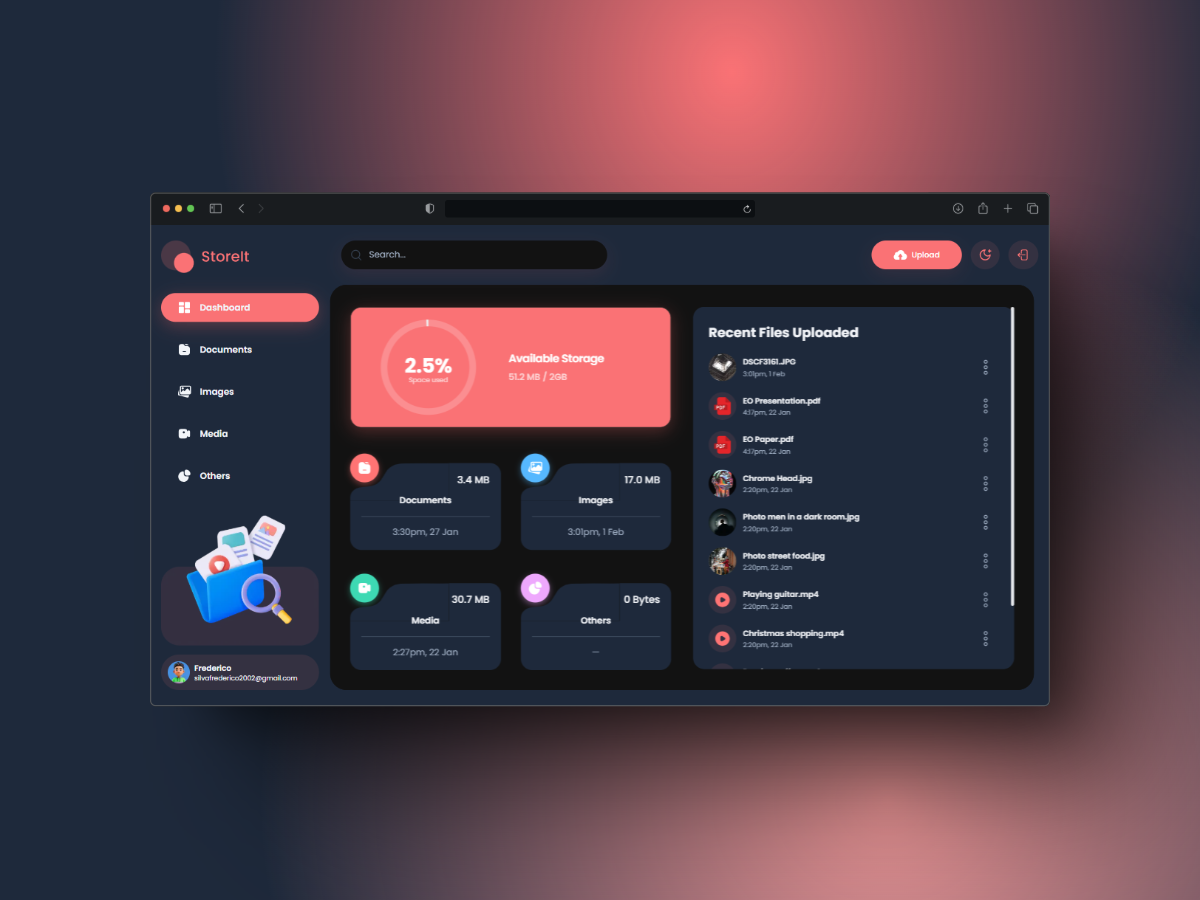 StoreIt
Search...
Upload
Dashboard
Documents
Images
Media
Others
Frederico
silvafrederico2002@gmail.com
2.5%
Space used
Available Storage
51.2 MB / 2GB
3.4 MB
Documents
3:30pm, 27 Jan
17.0 MB
Images
3:01pm, 1 Feb
30.7 MB
Media
2:27pm, 22 Jan
0 Bytes
Others
—
Recent Files Uploaded
DSCF3161.JPG
3:01pm, 1 Feb
PDF
EO Presentation.pdf
4:17pm, 22 Jan
PDF
EO Paper.pdf
4:17pm, 22 Jan
Chrome Head.jpg
2:20pm, 22 Jan
Photo men in a dark room.jpg
2:20pm, 22 Jan
Photo street food.jpg
2:20pm, 22 Jan
Playing guitar.mp4
2:20pm, 22 Jan
Christmas shopping.mp4
2:20pm, 22 Jan